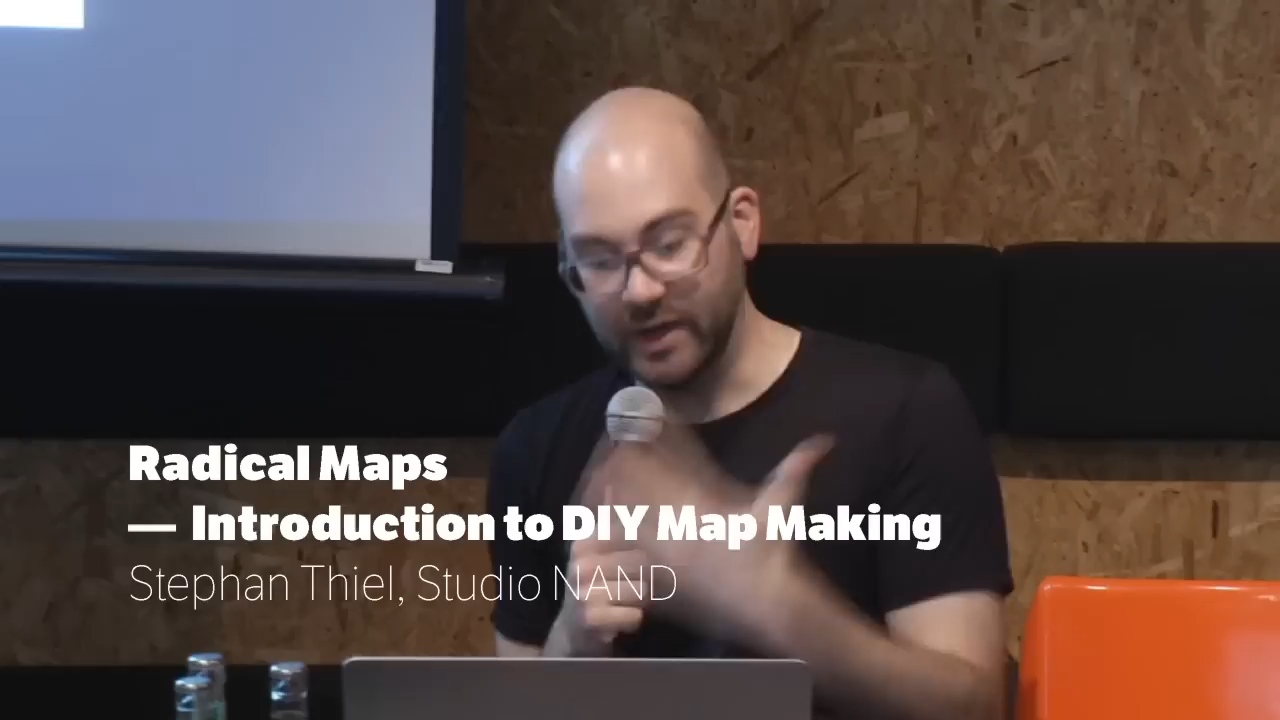 Radical Maps
— Introduction to DIY Map Making
Stephan Thiel, Studio NAND